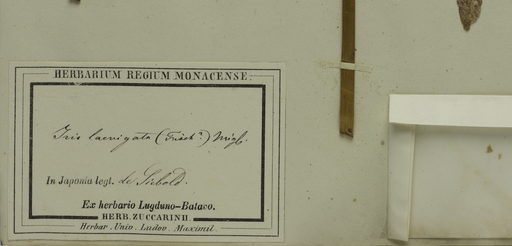 HERBARIUM REGIUM MONACENSE.
Iris laevigata (Fisch.) Miq.
In Japonia legl. de Siebold.
Ex herbario Lugduno-Batavo.
HERB. ZUCCARINII.
Herbar. Univ. Ludov. Maximil.